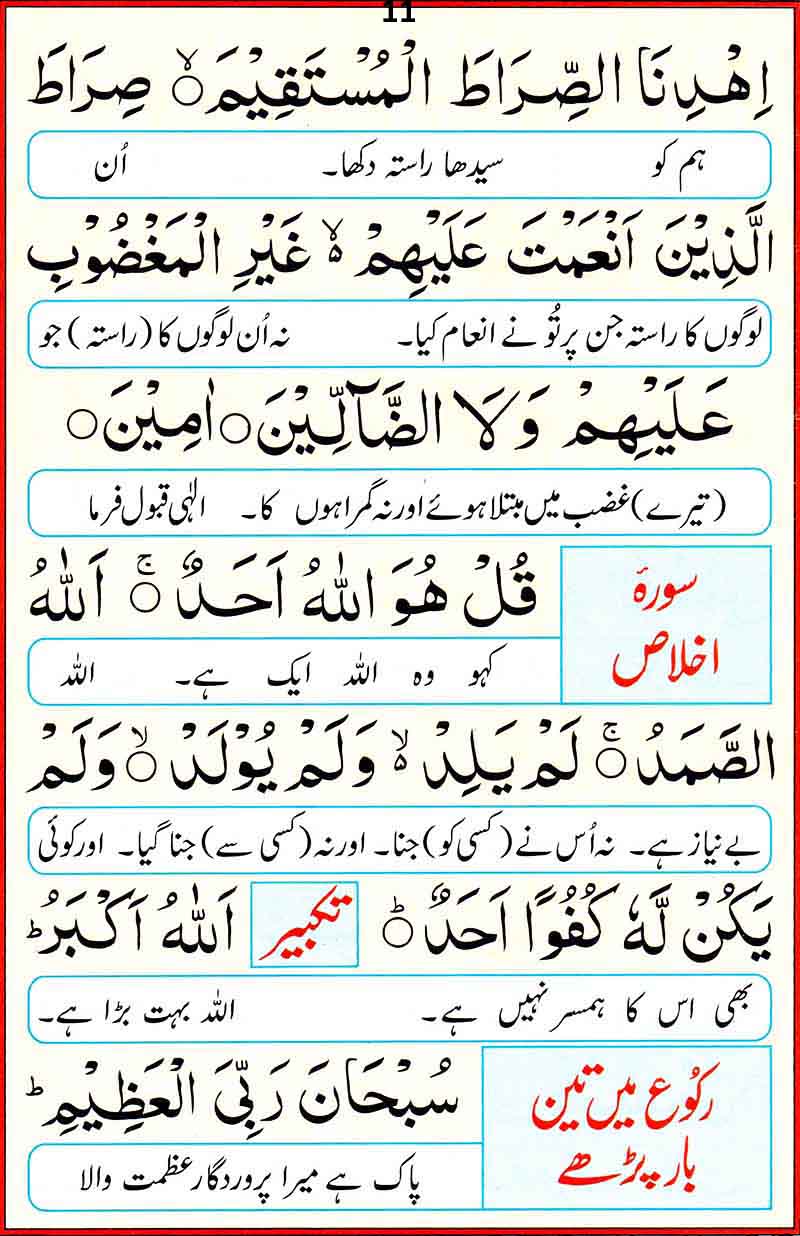 11
اِهْدِنَا الصِّرَاطَ الْمُسْتَقِيْمَ ۙ صِرَاطَ
ہم کو سیدھا راستہ دکھا۔ اُن
الَّذِيْنَ اَنْعَمْتَ عَلَيْهِمْ ۙ غَيْرِ الْمَغْضُوْبِ
لوگوں کا راستہ جن پر تُو نے انعام کیا۔ نہ اُن لوگوں کا (راستہ) جو
عَلَيْهِمْ وَلَا الضَّآلِّيْنَ ○ اٰمِيْنَ ○
(تیرے) غضب میں مبتلا ہوئے اور نہ گمراہوں کا۔ الٰہی قبول فرما
سورۂ
اخلاص
قُلْ هُوَ اللّٰهُ اَحَدٌ ۚ اَللّٰهُ
کہو وہ اللہ ایک ہے۔ اللہ
الصَّمَدُ ۚ لَمْ يَلِدْ ۙ وَلَمْ يُوْلَدْ ۙ وَلَمْ
بے نیاز ہے۔ نہ اُس نے (کسی کو) جنا۔ اور نہ (کسی سے) جنا گیا۔ اور کوئی
يَكُنْ لَّهٗ كُفُوًا اَحَدٌ ؕ تکبیر اَللّٰهُ اَكْبَرُ ؕ
بھی اس کا ہمسر نہیں ہے۔ اللہ بہت بڑا ہے۔
رکوع میں تین
بار پڑھے
سُبْحَانَ رَبِّيَ الْعَظِيْمِ ؕ
پاک ہے میرا پروردگار عظمت والا